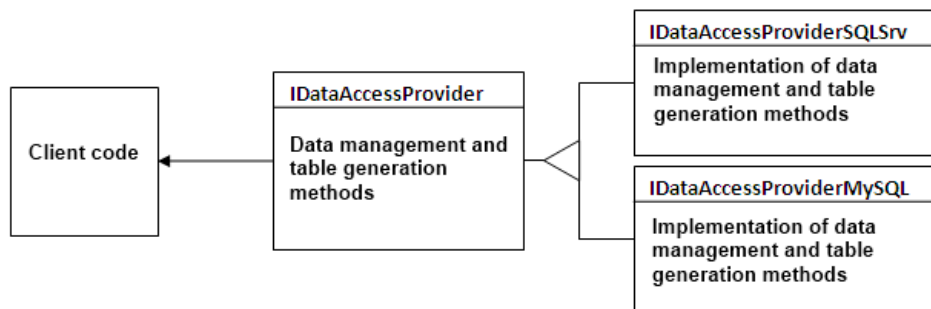 Client code
IDataAccessProvider
Data management and
table generation
methods
IDataAccessProviderSQLSrv
Implementation of data
management and table
generation methods
IDataAccessProviderMySQL
Implementation of data
management and table
generation methods